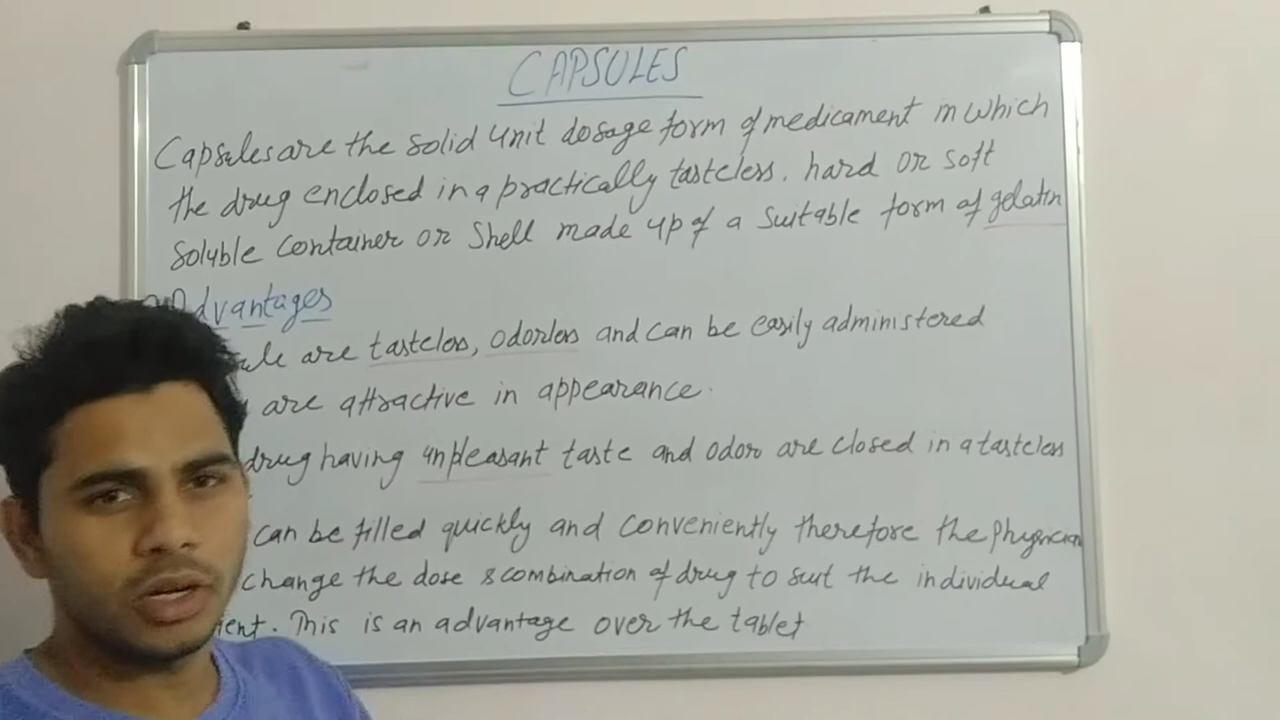 CAPSULES
Capsules are the solid unit dosage form of medicament in which
the drug enclosed in a practically tasteless. hard or soft
soluble container or shell made up of a suitable form of gelatin
Advantages
are tasteless, odorless and can be easily administered
are attractive in appearance.
drug having unpleasant taste and odor are closed in a tasteless
can be filled quickly and conveniently therefore the
change the dose & combination of drug to suit the individual
This is an advantage over the tablet